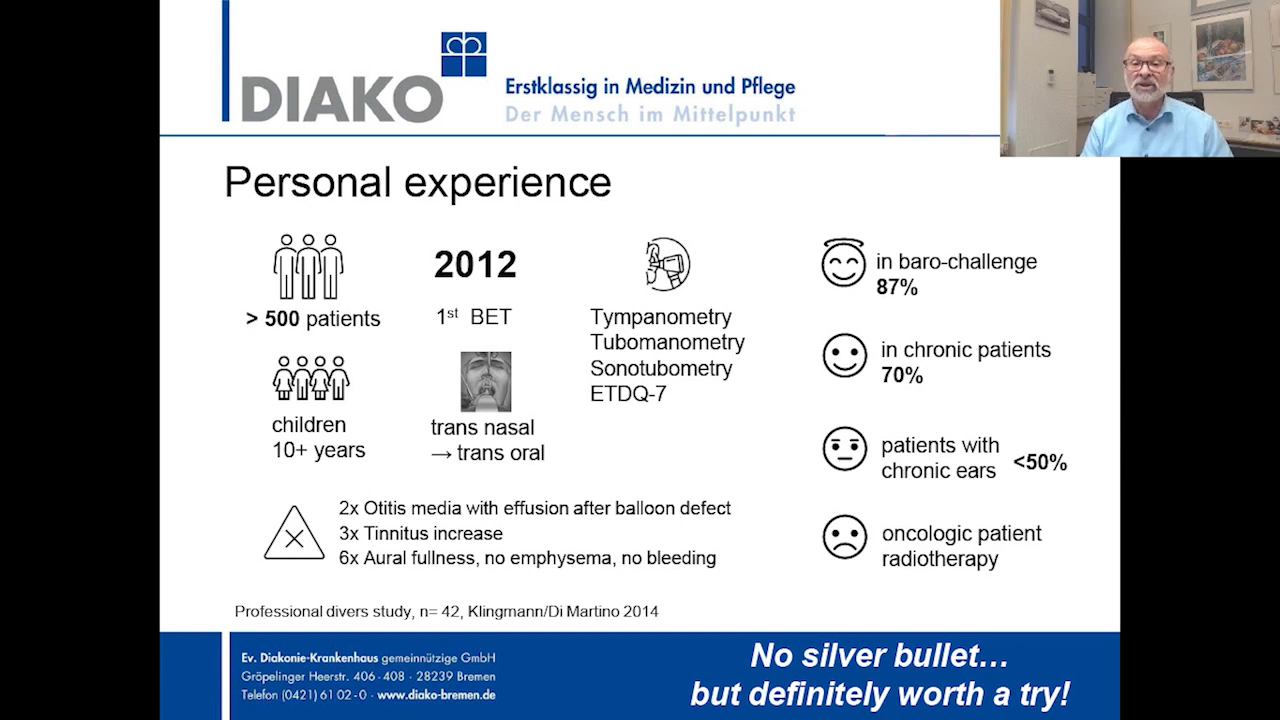 DIAKO
Erstklassig in Medizin und Pflege
Der Mensch im Mittelpunkt
Personal experience
> 500 patients
children
10+ years
2012
1st BET
trans nasal
→ trans oral
Tympanometry
Tubomanometry
Sonotubometry
ETDQ-7
in baro-challenge
87%
in chronic patients
70%
patients with
chronic ears <50%
oncologic patient
radiotherapy
2x Otitis media with effusion after balloon defect
3x Tinnitus increase
6x Aural fullness, no emphysema, no bleeding
Professional divers study, n= 42, Klingmann/Di Martino 2014
Ev. Diakonie-Krankenhaus gemeinnützige GmbH
Gröpelinger Heerstr. 406 - 408 · 28239 Bremen
Telefon (0421) 61 02 - 0 · www.diako-bremen.de
No silver bullet…
but definitely worth a try!